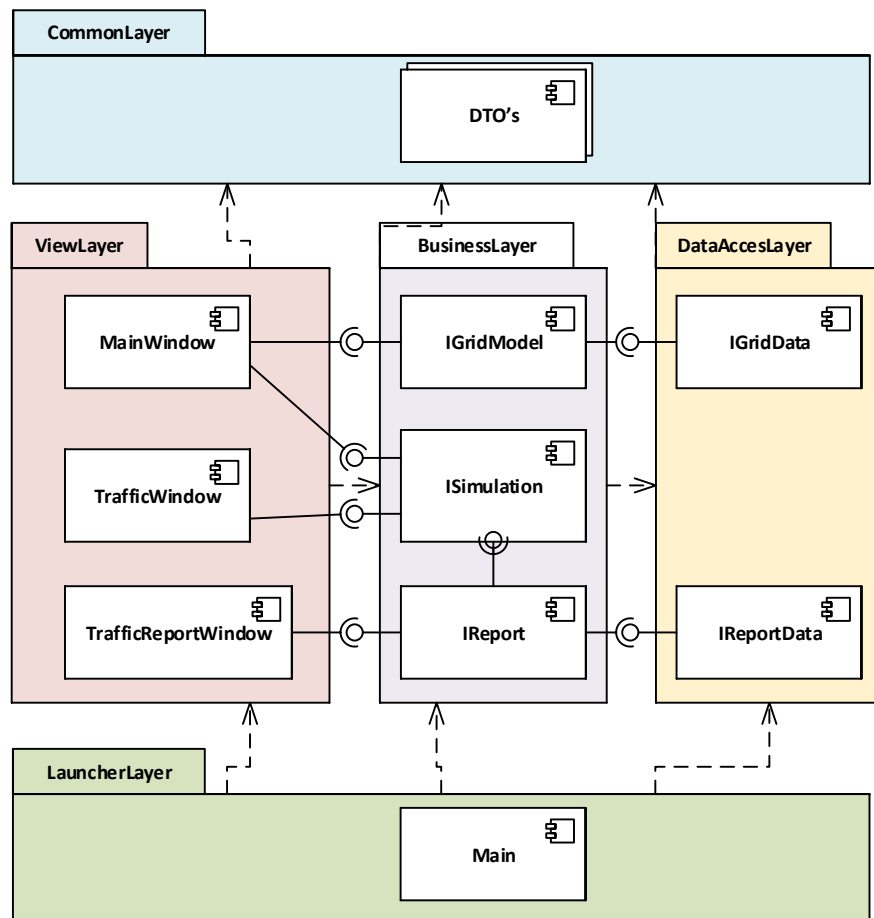 CommonLayer
DTO's
ViewLayer
BusinessLayer
DataAccesLayer
MainWindow
IGridModel
IGridData
TrafficWindow
ISimulation
TrafficReportWindow
IReport
IReportData
LauncherLayer
Main